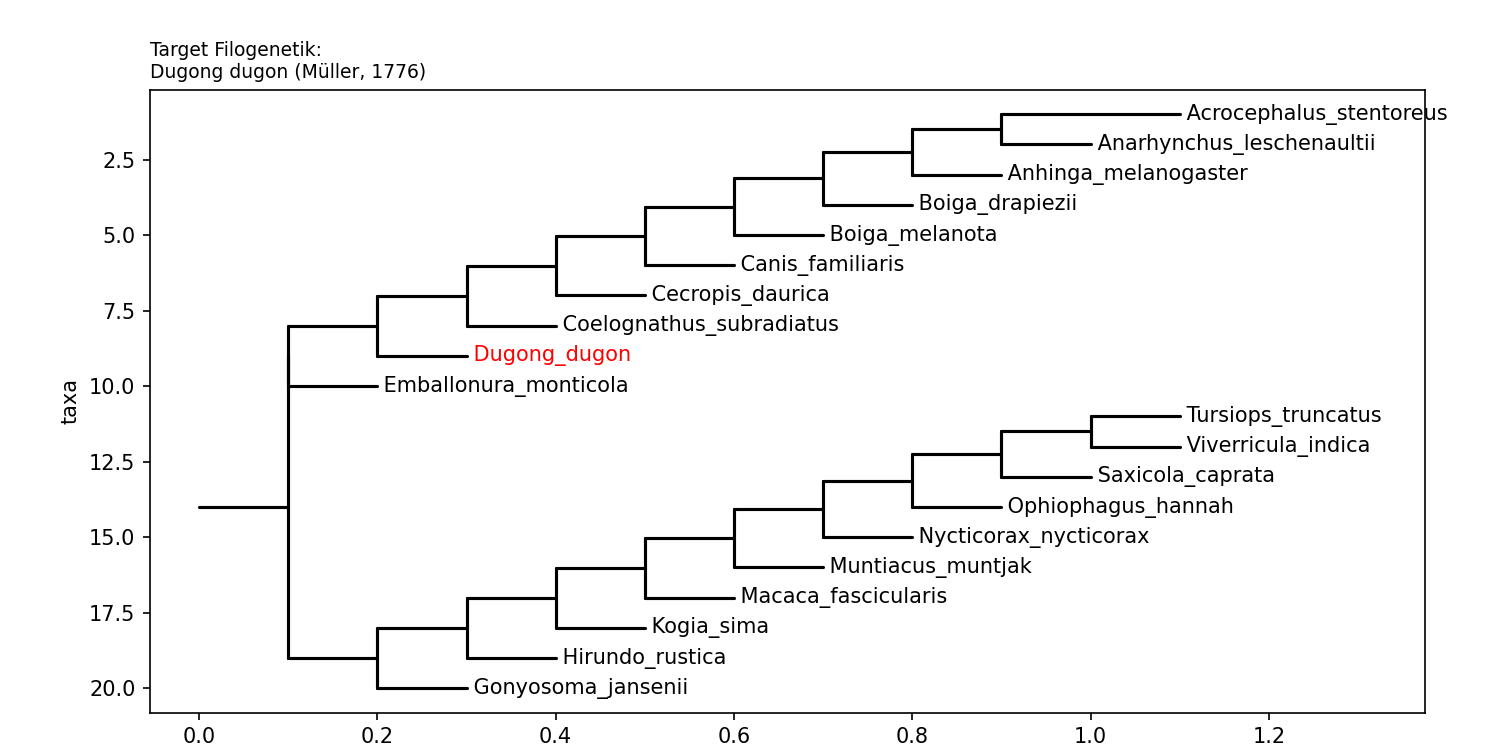 Target Filogenetik:
Dugong dugon (Müller, 1776)
Acrocephalus_stentoreus
Anarhynchus_leschenaultii
2.5
Anhinga_melanogaster
Boiga_drapiezii
5.0
Boiga_melanota
Canis_familiaris
Cecropis_daurica
7.5
Coelognathus_subradiatus
Dugong_dugon
10.0
Emballonura_monticola
taxa
Tursiops_truncatus
Viverricula_indica
12.5
Saxicola_caprata
Ophiophagus_hannah
15.0
Nycticorax_nycticorax
Muntiacus_muntjak
Macaca_fascicularis
17.5
Kogia_sima
Hirundo_rustica
20.0
Gonyosoma_jansenii
0.0 0.2 0.4 0.6 0.8 1.0 1.2